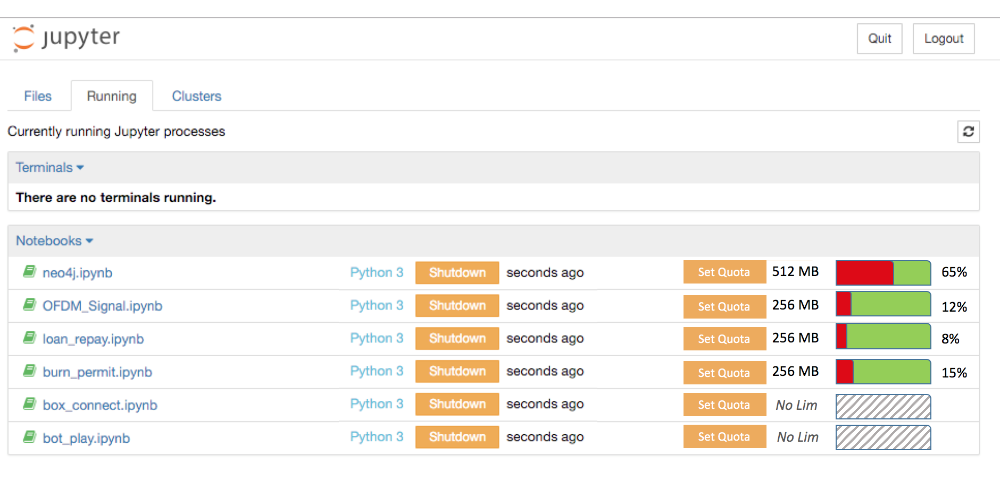 jupyter Quit Logout
Files Running Clusters
Currently running Jupyter processes
Terminals
There are no terminals running.
Notebooks
neo4j.ipynb Python 3 Shutdown seconds ago Set Quota 512 MB 65%
OFDM_Signal.ipynb Python 3 Shutdown seconds ago Set Quota 256 MB 12%
loan_repay.ipynb Python 3 Shutdown seconds ago Set Quota 256 MB 8%
burn_permit.ipynb Python 3 Shutdown seconds ago Set Quota 256 MB 15%
box_connect.ipynb Python 3 Shutdown seconds ago Set Quota No Lim
bot_play.ipynb Python 3 Shutdown seconds ago Set Quota No Lim